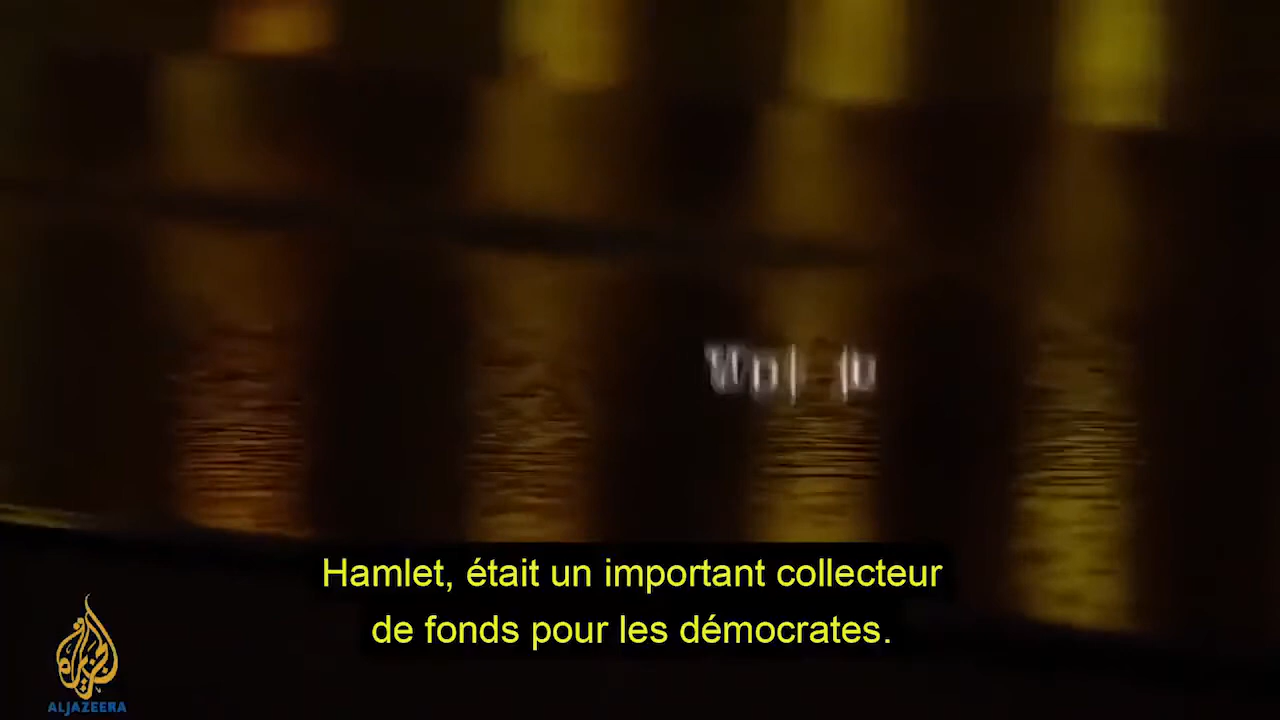 Hamlet, était un important collecteur
de fonds pour les démocrates.
ALJAZEERA